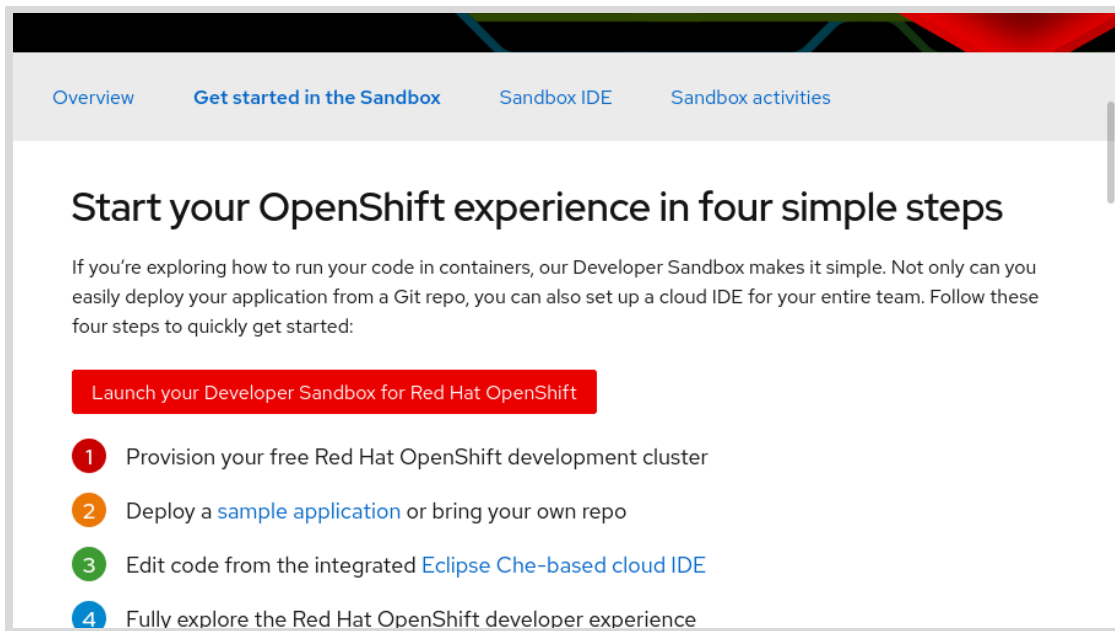 Overview Get started in the Sandbox Sandbox IDE Sandbox activities
Start your OpenShift experience in four simple steps
If you're exploring how to run your code in containers, our Developer Sandbox makes it simple. Not only can you
easily deploy your application from a Git repo, you can also set up a cloud IDE for your entire team. Follow these
four steps to quickly get started:
Launch your Developer Sandbox for Red Hat OpenShift
1 Provision your free Red Hat OpenShift development cluster
2 Deploy a sample application or bring your own repo
3 Edit code from the integrated Eclipse Che-based cloud IDE
4 Fully explore the Red Hat OpenShift developer experience